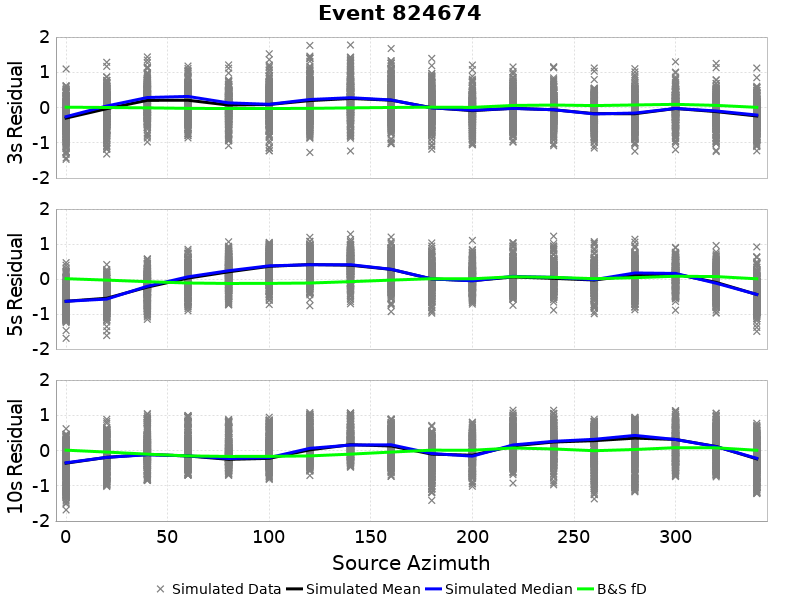 Event 824674
3s Residual
2
1
0
-1
-2
5s Residual
2
1
0
-1
-2
10s Residual
2
1
0
-1
-2
0 50 100 150 200 250 300
Source Azimuth
× Simulated Data Simulated Mean Simulated Median B&S fD